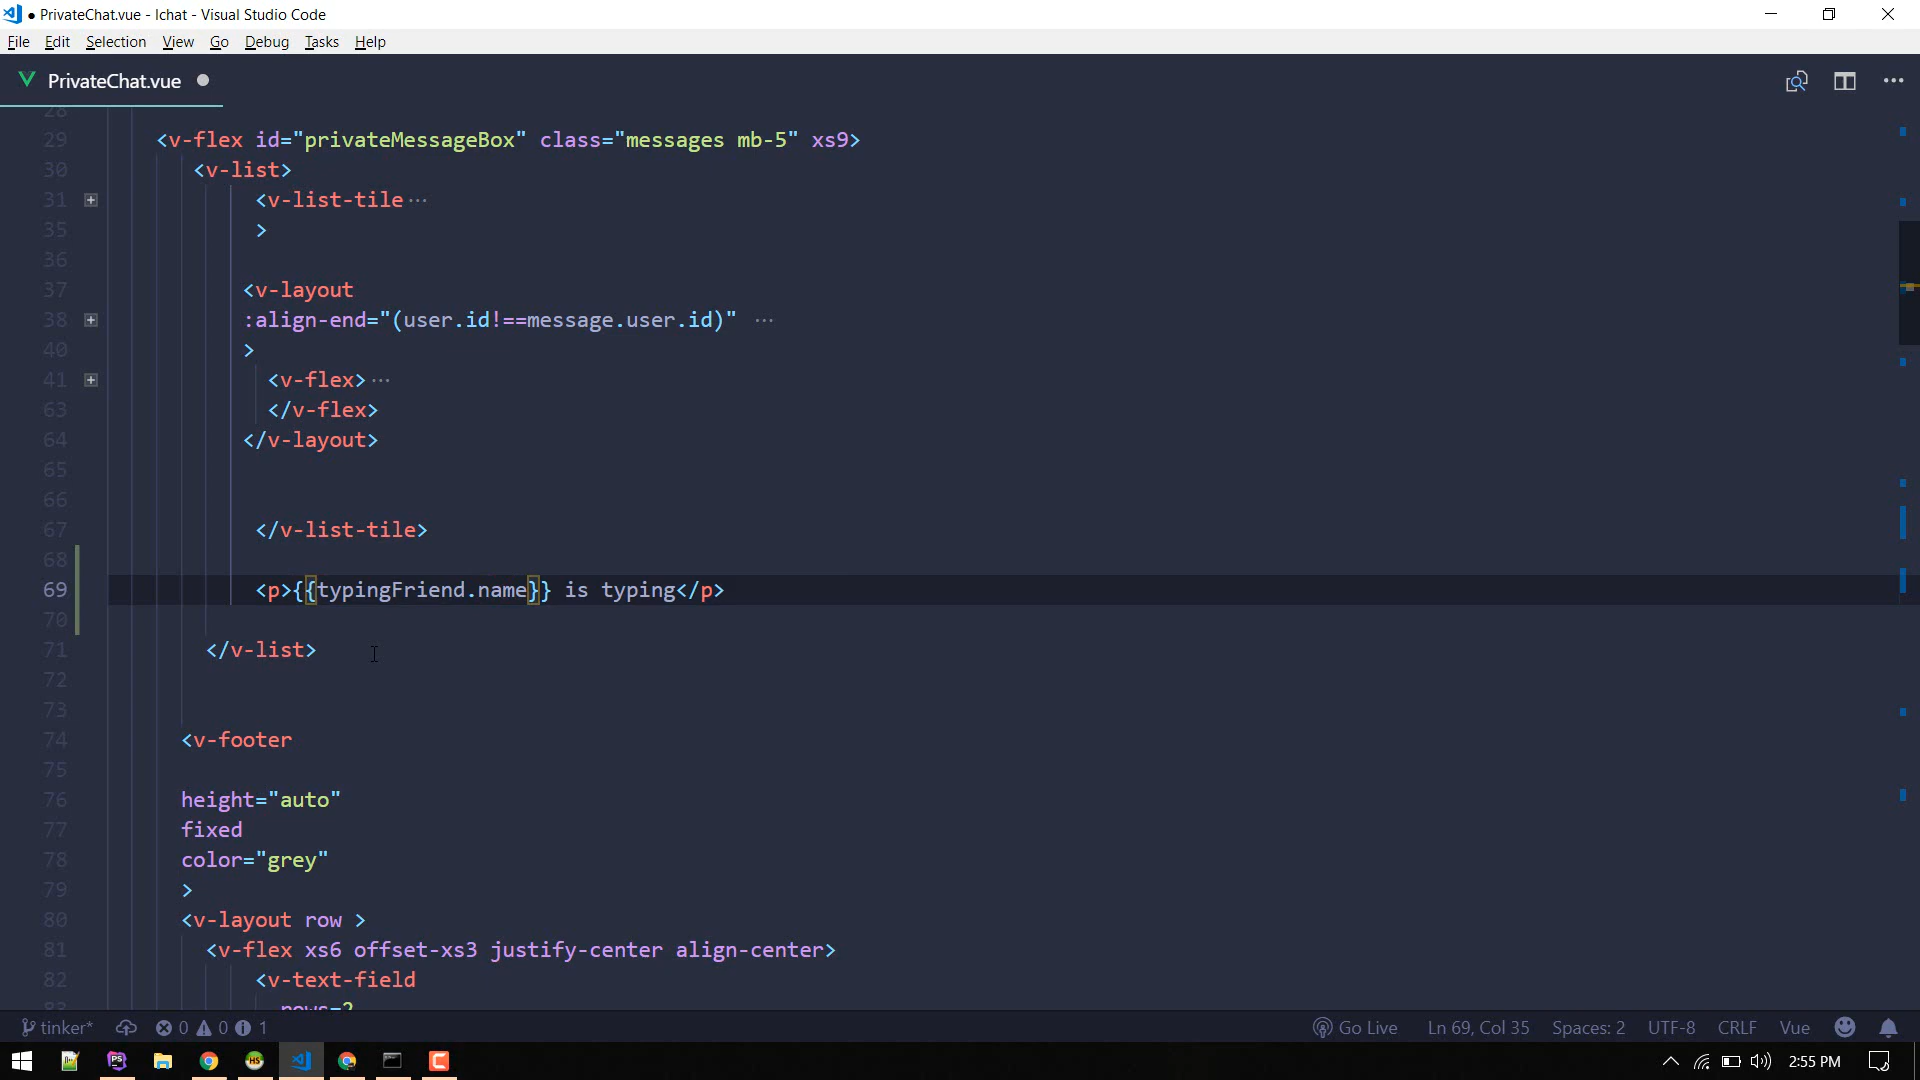 ● PrivateChat.vue - lchat - Visual Studio Code
File Edit Selection View Go Debug Tasks Help
PrivateChat.vue ●
28
29 <v-flex id="privateMessageBox" class="messages mb-5" xs9>
30 <v-list>
31 <v-list-tile ...
35 >
36
37 <v-layout
38 :align-end="(user.id!==message.user.id)" ...
40 >
41 <v-flex> ...
63 </v-flex>
64 </v-layout>
65
66
67 </v-list-tile>
68
69 <p>{{typingFriend.name}} is typing</p>
70
71 </v-list>
72
73
74 <v-footer
75
76 height="auto"
77 fixed
78 color="grey"
79 >
80 <v-layout row >
81 <v-flex xs6 offset-xs3 justify-center align-center>
82 <v-text-field
83 rows=2
tinker* 0 0 1 Go Live Ln 69, Col 35 Spaces: 2 UTF-8 CRLF Vue
PS HS C 2:55 PM